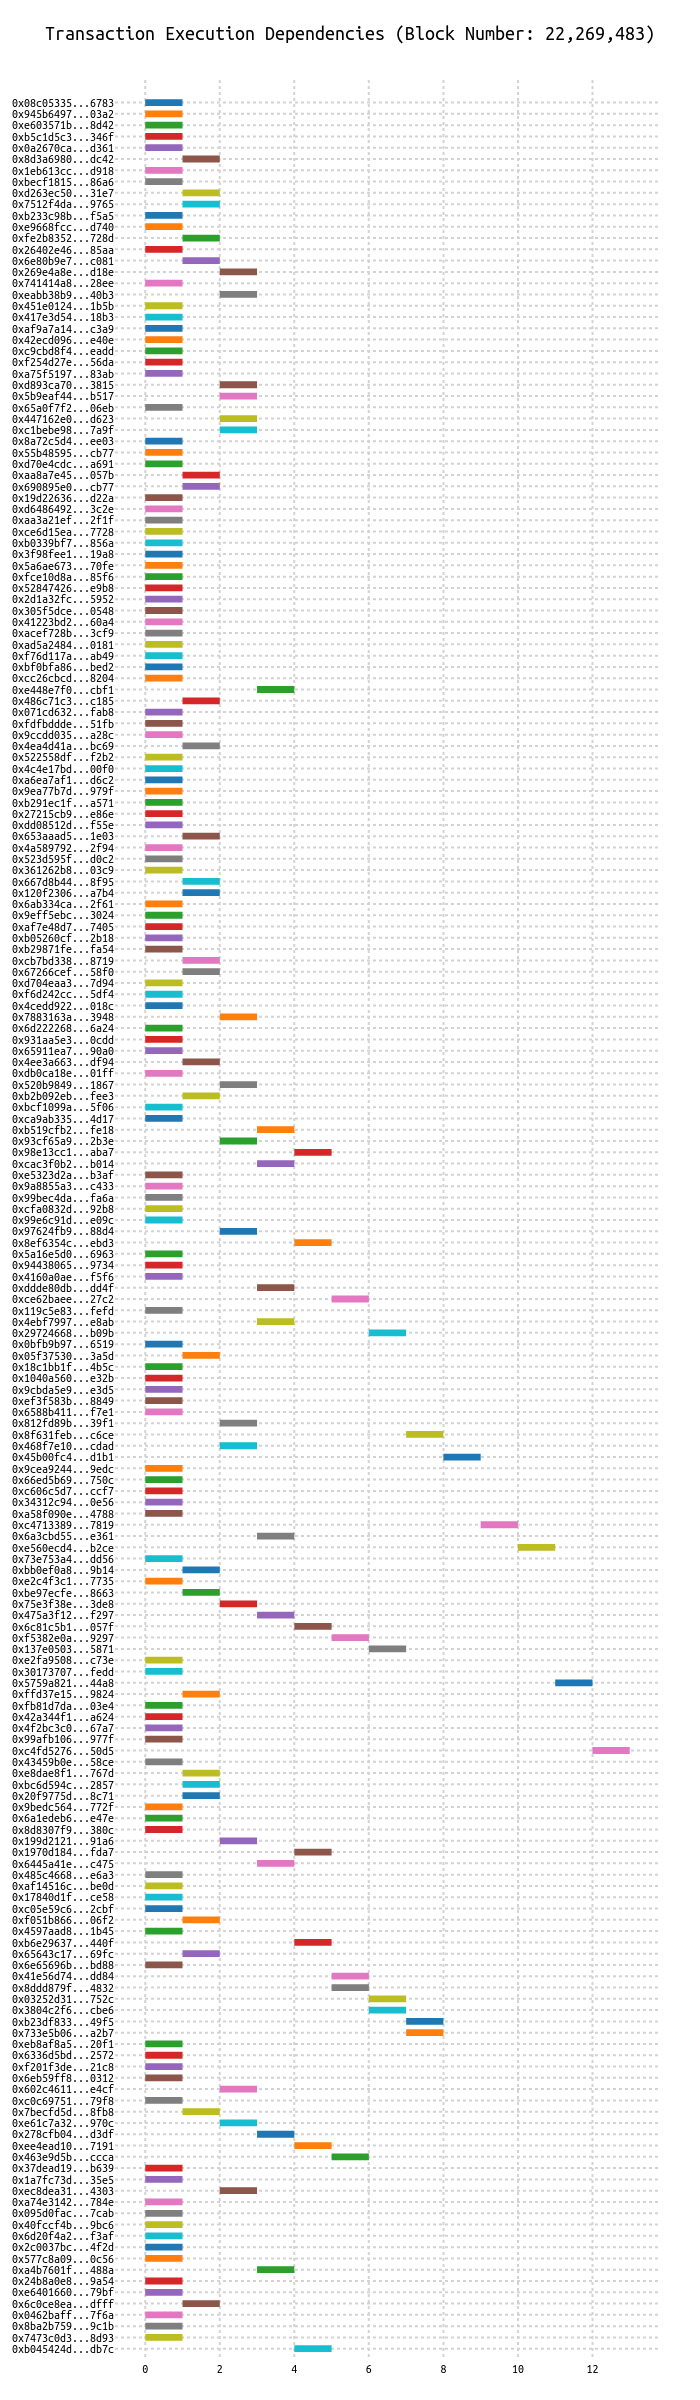 Transaction Execution Dependencies (Block Number: 22,269,483)
0x08c05335...6783
0x945b6497...03a2
0xe603571b...8d42
0xb5c1d5c3...346f
0x0a2670ca...d361
0x8d3a6980...dc42
0x1eb613cc...d918
0xbecf1815...86a6
0xd263ec50...31e7
0x7512f4da...9765
0xb233c98b...f5a5
0xe9668fcc...d740
0xfe2b8352...728d
0x26402e46...85aa
0x6e80b9e7...c081
0x269e4a8e...d18e
0x741414a8...28ee
0xeabb38b9...40b3
0x451e0124...1b5b
0x417e3d54...18b3
0xaf9a7a14...c3a9
0x42ecd096...e40e
0xc9cbd8f4...eadd
0xf254d27e...56da
0xa75f5197...83ab
0xd893ca70...3815
0x5b9eaf44...b517
0x65a0f7f2...06eb
0x447162e0...d623
0xc1bebe98...7a9f
0x8a72c5d4...ee03
0x55b48595...cb77
0xd70e4cdc...a691
0xaa8a7e45...057b
0x690895e0...cb77
0x19d22636...d22a
0xd6486492...3c2e
0xaa3a21ef...2f1f
0xce6d15ea...7728
0xb0339bf7...856a
0x3f98fee1...19a8
0x5a6ae673...70fe
0xfce10d8a...85f6
0x52847426...e9b8
0x2d1a32fc...5952
0x305f5dce...0548
0x41223bd2...60a4
0xacef728b...3cf9
0xad5a2484...0181
0xf76d117a...ab49
0xbf0bfa86...bed2
0xcc26cbcd...8204
0xe448e7f0...cbf1
0x486c71c3...c185
0x071cd632...fab8
0xfdfbddde...51fb
0x9ccdd035...a28c
0x4ea4d41a...bc69
0x522558df...f2b2
0x4c4e17bd...00f0
0xa6ea7af1...d6c2
0x9ea77b7d...979f
0xb291ec1f...a571
0x27215cb9...e86e
0xdd08512d...f55e
0x653aaad5...1e03
0x4a589792...2f94
0x523d595f...d0c2
0x361262b8...03c9
0x667d8b44...8f95
0x120f2306...a7b4
0x6ab334ca...2f61
0x9eff5ebc...3024
0xaf7e48d7...7405
0xb05260cf...2b18
0xb29871fe...fa54
0xcb7bd338...8719
0x67266cef...58f0
0xd704eaa3...7d94
0xf6d242cc...5df4
0x4cedd922...018c
0x7883163a...3948
0x6d222268...6a24
0x931aa5e3...0cdd
0x65911ea7...90a0
0x4ee3a663...df94
0xdb0ca18e...01ff
0x520b9849...1867
0xb2b092eb...fee3
0xbcf1099a...5f06
0xca9ab335...4d17
0xb519cfb2...fe18
0x93cf65a9...2b3e
0x98e13cc1...aba7
0xcac3f0b2...b014
0xe5323d2a...b3af
0x9a8855a3...c433
0x99bec4da...fa6a
0xcfa0832d...92b8
0x99e6c91d...e09c
0x97624fb9...88d4
0x8ef6354c...ebd3
0x5a16e5d0...6963
0x94438065...9734
0x4160a0ae...f5f6
0xddde80db...dd4f
0xce62baee...27c2
0x119c5e83...fefd
0x4ebf7997...e8ab
0x29724668...b09b
0x0bfb9b97...6519
0x05f37530...3a5d
0x18c1bb1f...4b5c
0x1040a560...e32b
0x9cbda5e9...e3d5
0xef3f583b...8849
0x6588b411...f7e1
0x812fd89b...39f1
0x8f631feb...c6ce
0x468f7e10...cdad
0x45b00fc4...d1b1
0x9cea9244...9edc
0x66ed5b69...750c
0xc606c5d7...ccf7
0x34312c94...0e56
0xa58f090e...4788
0xc4713389...7819
0x6a3cbd55...e361
0xe560ecd4...b2ce
0x73e753a4...dd56
0xbb0ef0a8...9b14
0xe2c4f3c1...7735
0xbe97ecfe...8663
0x75e3f38e...3de8
0x475a3f12...f297
0x6c81c5b1...057f
0xf5382e0a...9297
0x137e0503...5871
0xe2fa9508...c73e
0x30173707...fedd
0x5759a821...44a8
0xffd37e15...9824
0xfb81d7da...03e4
0x42a344f1...a624
0x4f2bc3c0...67a7
0x99afb106...977f
0xc4fd5276...50d5
0x43459b0e...58ce
0xe8dae8f1...767d
0xbc6d594c...2857
0x20f9775d...8c71
0x9bedc564...772f
0x6a1edeb6...e47e
0x8d8307f9...380c
0x199d2121...91a6
0x1970d184...fda7
0x6445a41e...c475
0x485c4668...e6a3
0xaf14516c...be0d
0x17840d1f...ce58
0xc05e59c6...2cbf
0xf051b866...06f2
0x4597aad8...1b45
0xb6e29637...440f
0x65643c17...69fc
0x6e65696b...bd88
0x41e56d74...dd84
0x8ddd879f...4832
0x03252d31...752c
0x3804c2f6...cbe6
0xb23df833...49f5
0x733e5b06...a2b7
0xeb8af8a5...20f1
0x6336d5bd...2572
0xf201f3de...21c8
0x6eb59ff8...0312
0x602c4611...e4cf
0xc0c69751...79f8
0x7becfd5d...8fb8
0xe61c7a32...970c
0x278cfb04...d3df
0xee4ead10...7191
0x463e9d5b...ccca
0x37dead19...b639
0x1a7fc73d...35e5
0xec8dea31...4303
0xa74e3142...784e
0x095d0fac...7cab
0x40fccf4b...9bc6
0x6d20f4a2...f3af
0x2c0037bc...4f2d
0x577c8a09...0c56
0xa4b7601f...488a
0x24b8a0e8...9a54
0xe6401660...79bf
0x6c0ce8ea...dfff
0x0462baff...7f6a
0x8ba2b759...9c1b
0x7473c0d3...8d93
0xb045424d...db7c
0 2 4 6 8 10 12